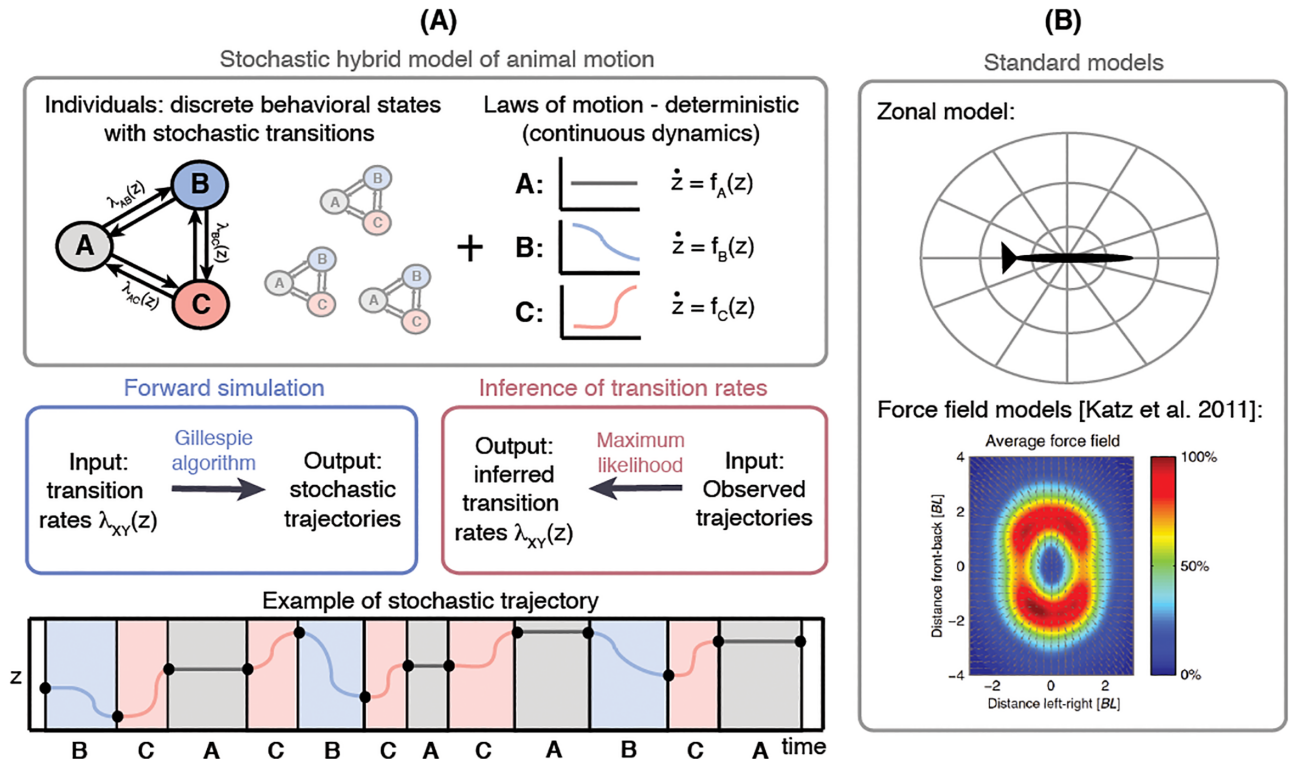 (A)
Stochastic hybrid model of animal motion
Individuals: discrete behavioral states
with stochastic transitions
B
A
C
λAB(z)
λBC(z)
λAC(z)
B
A
C
B
A
C
B
A
C
+
Laws of motion - deterministic
(continuous dynamics)
A: ż = fA(z)
B: ż = fB(z)
C: ż = fC(z)
Forward simulation
Input:
transition
rates λXY(z)
Gillespie
algorithm
Output:
stochastic
trajectories
Inference of transition rates
Output:
inferred
transition
rates λXY(z)
Maximum
likelihood
Input:
Observed
trajectories
Example of stochastic trajectory
z
B C A C B C A C A B C A time
(B)
Standard models
Zonal model:
Force field models [Katz et al. 2011]:
Average force field
Distance front-back [BL]
4
2
0
−2
−4
−2 0 2
Distance left-right [BL]
100%
50%
0%